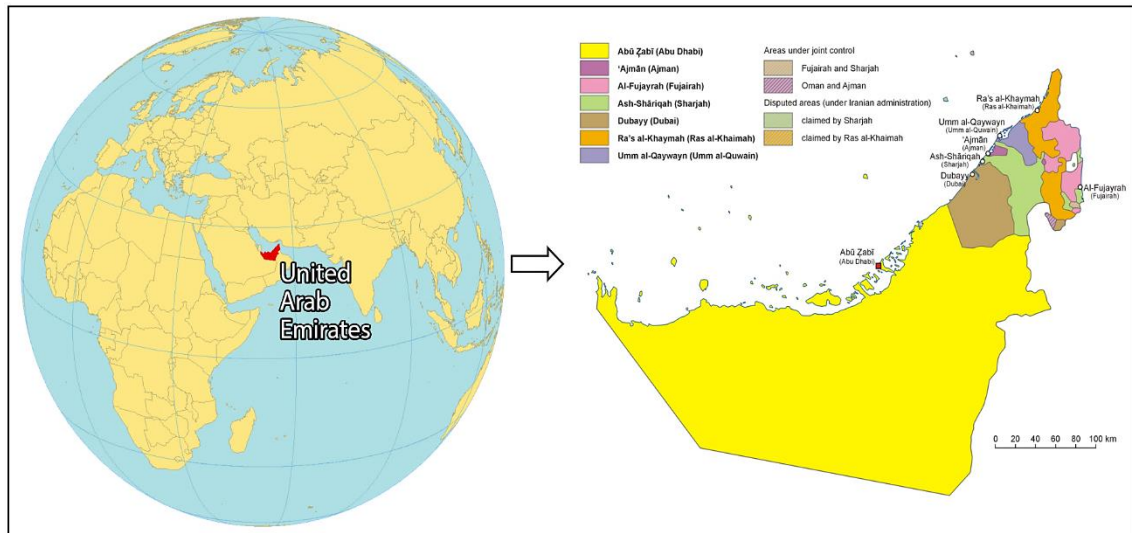 United
Arab
Emirates
Abū Ẓabī (Abu Dhabi)
'Ajmān (Ajman)
Al-Fujayrah (Fujairah)
Ash-Shāriqah (Sharjah)
Dubayy (Dubai)
Ra's al-Khaymah (Ras al-Khaimah)
Umm al-Qaywayn (Umm al-Quwain)
Areas under joint control
Fujairah and Sharjah
Oman and Ajman
Disputed areas (under Iranian administration)
claimed by Sharjah
claimed by Ras al-Khaimah
Ra's al-Khaymah
(Ras al-Khaimah)
Umm al-Qaywayn
(Umm al-Quwain)
'Ajmān
(Ajman)
Ash-Shāriqah
(Sharjah)
Dubayy
(Dubai)
Al-Fujayrah
(Fujairah)
Abū Ẓabī
(Abu Dhabi)
0 20 40 60 80 100 km